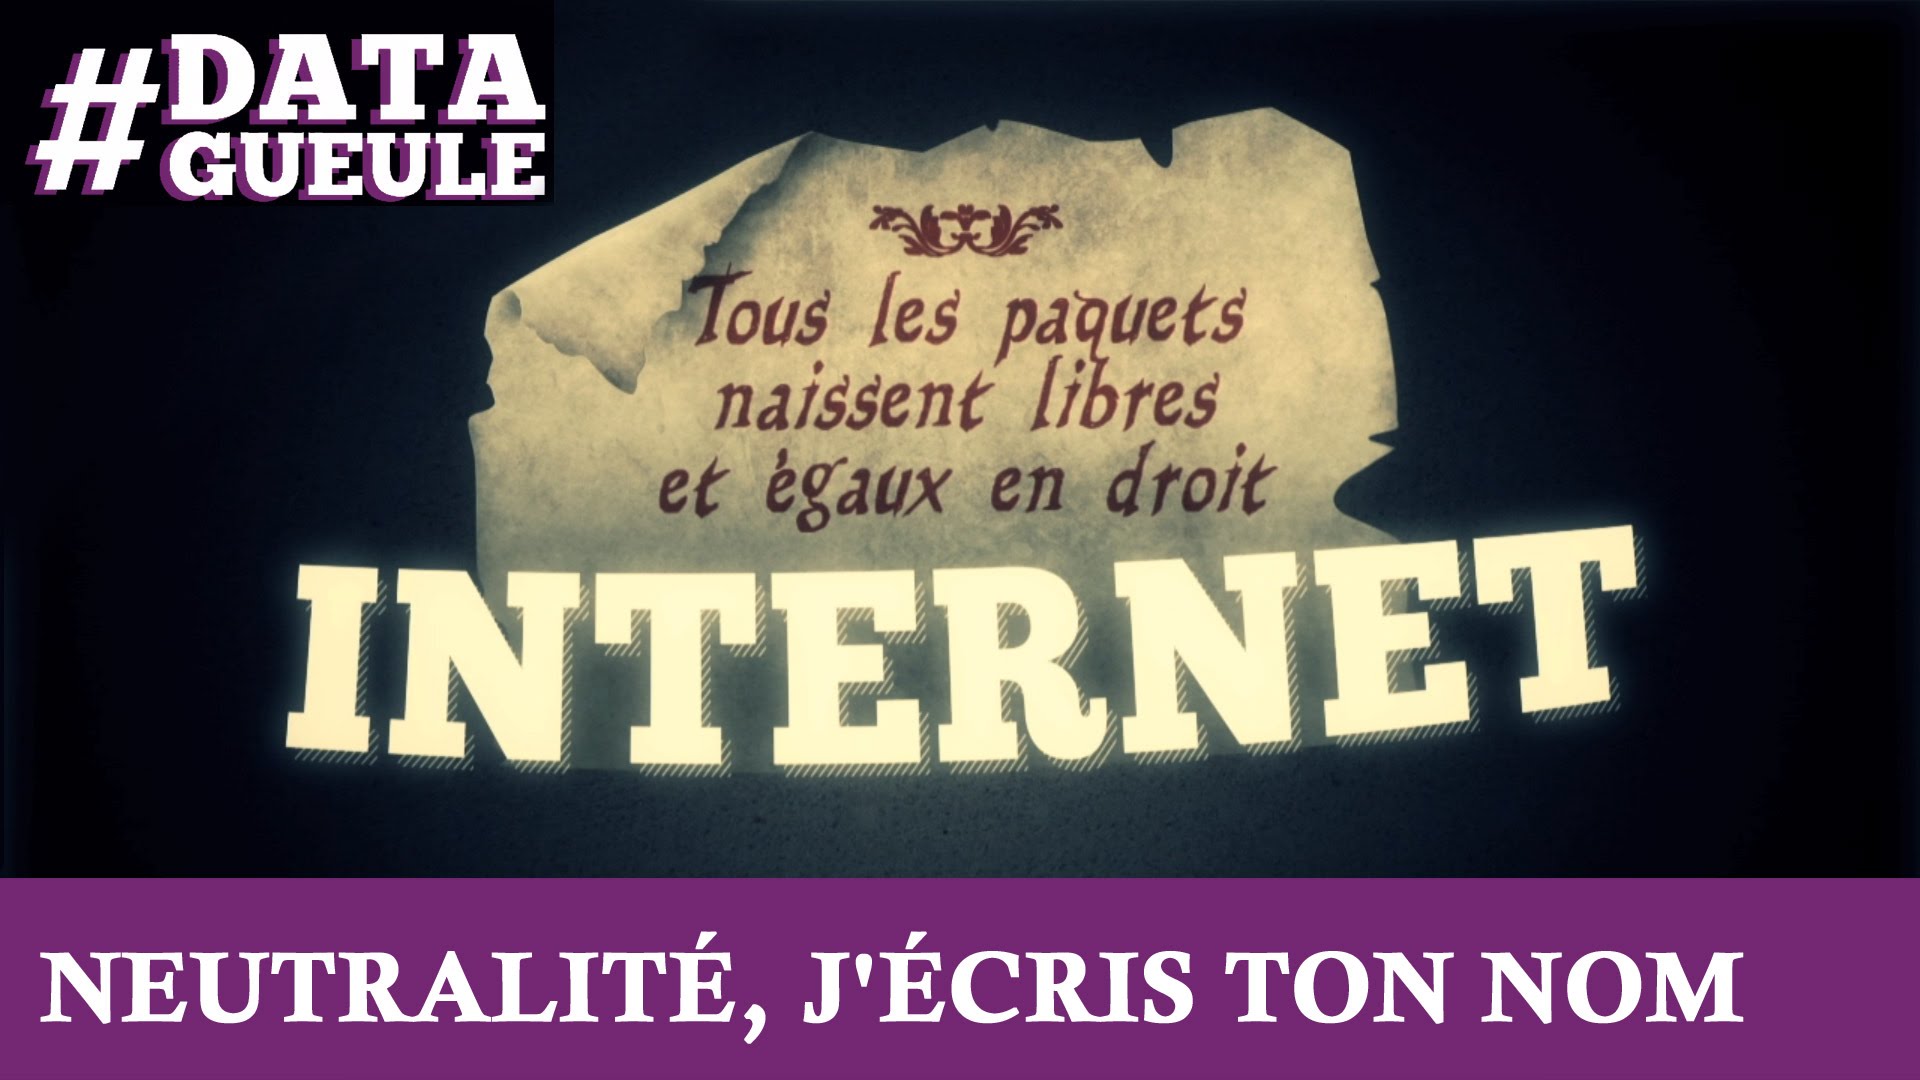 #DATA
GUEULE
Tous les paquets
naissent libres
et égaux en droit
INTERNET
NEUTRALITÉ, J'ÉCRIS TON NOM